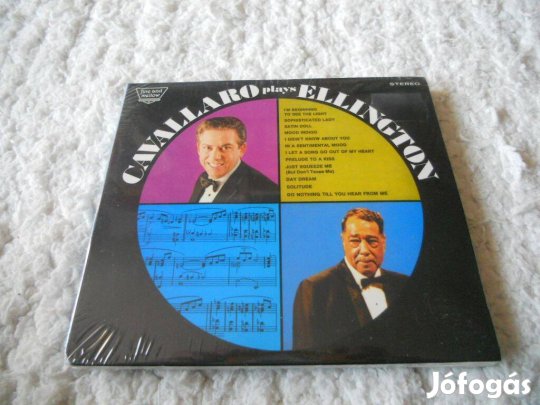 fine and mellow
STEREO
CAVALLARO plays ELLINGTON
I'M BEGINNING
TO SEE THE LIGHT
SOPHISTICATED LADY
SATIN DOLL
MOOD INDIGO
I DIDN'T KNOW ABOUT YOU
IN A SENTIMENTAL MOOD
I LET A SONG GO OUT OF MY HEART
PRELUDE TO A KISS
JUST SQUEEZE ME
(But Don't Tease Me)
DAY DREAM
SOLITUDE
DO NOTHING TILL YOU HEAR FROM ME
Jófogás